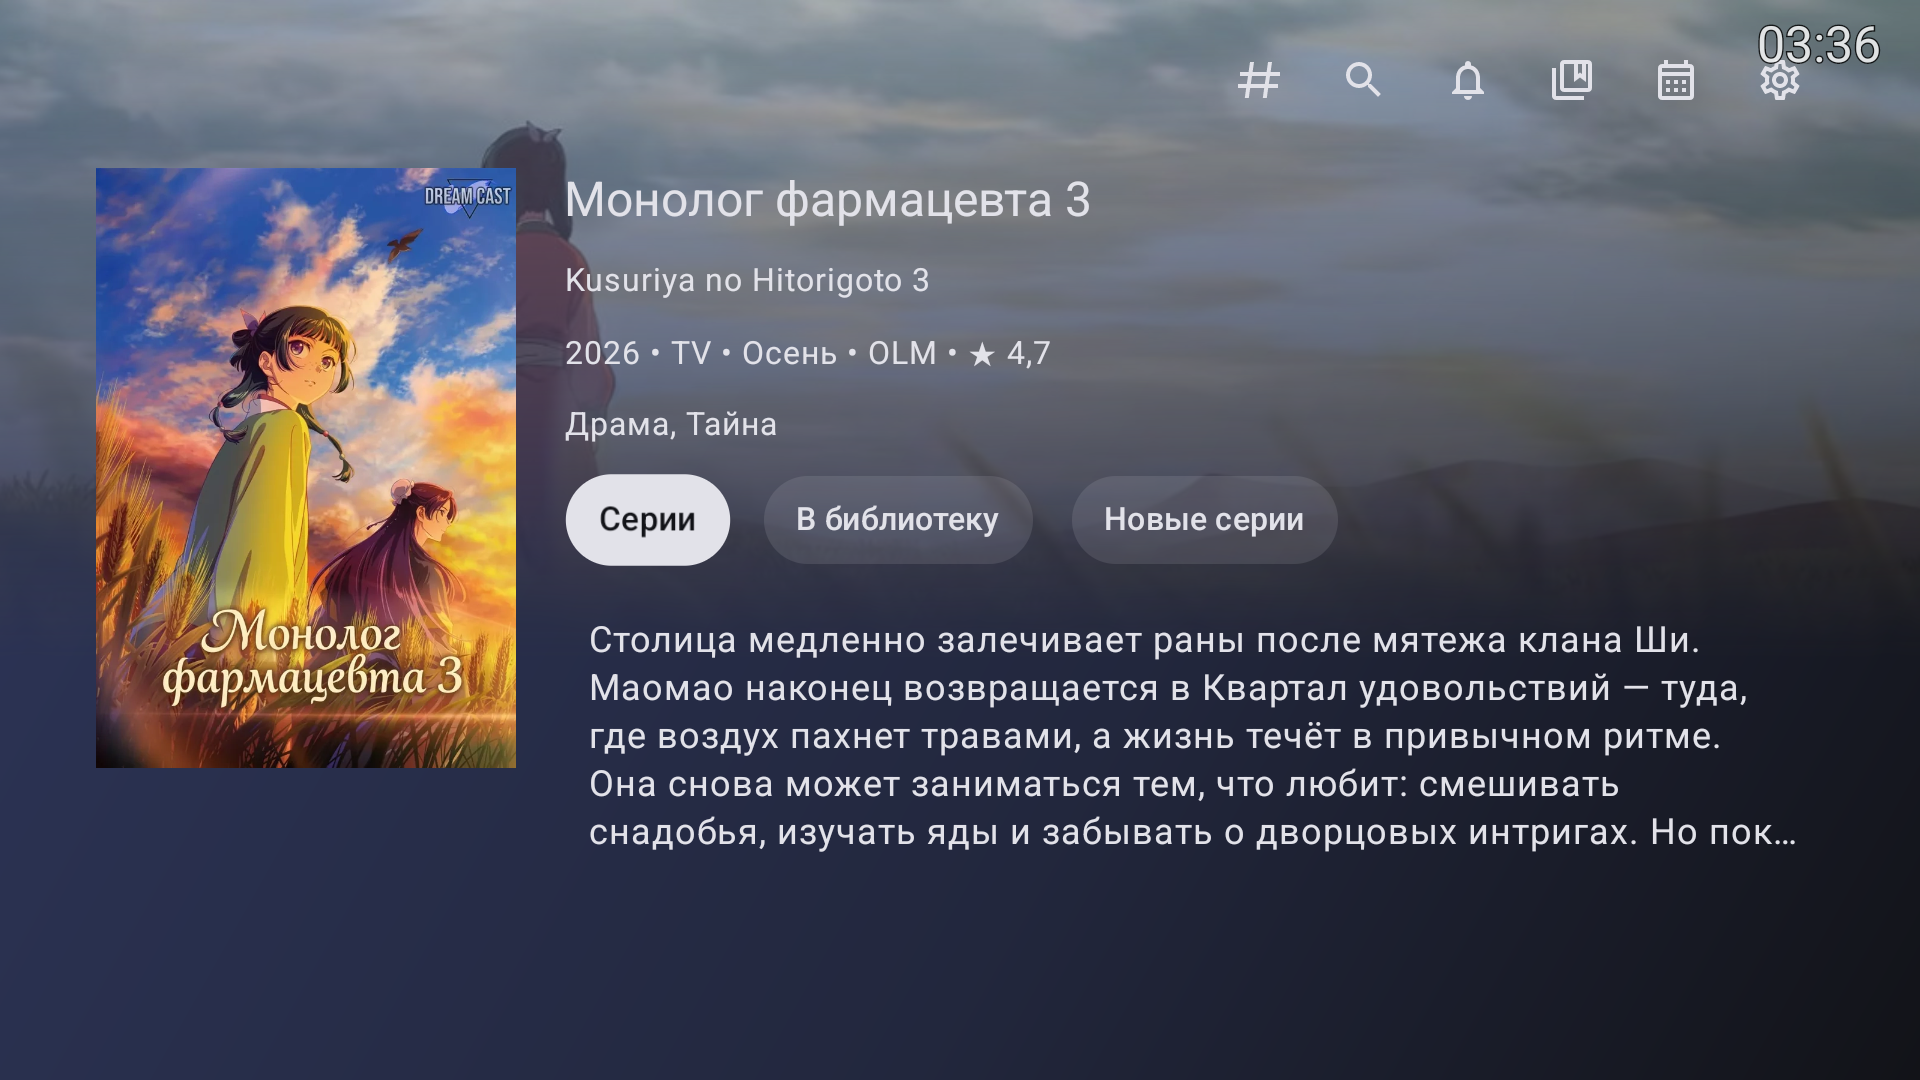 03:36
DREAM CAST
Монолог фармацевта 3
Kusuriya no Hitorigoto 3
2026 • TV • Осень • OLM • ★ 4,7
Драма, Тайна
Серии
В библиотеку
Новые серии
Монолог
фармацевта 3
Столица медленно залечивает раны после мятежа клана Ши.
Маомао наконец возвращается в Квартал удовольствий — туда,
где воздух пахнет травами, а жизнь течёт в привычном ритме.
Она снова может заниматься тем, что любит: смешивать
снадобья, изучать яды и забывать о дворцовых интригах. Но пок…